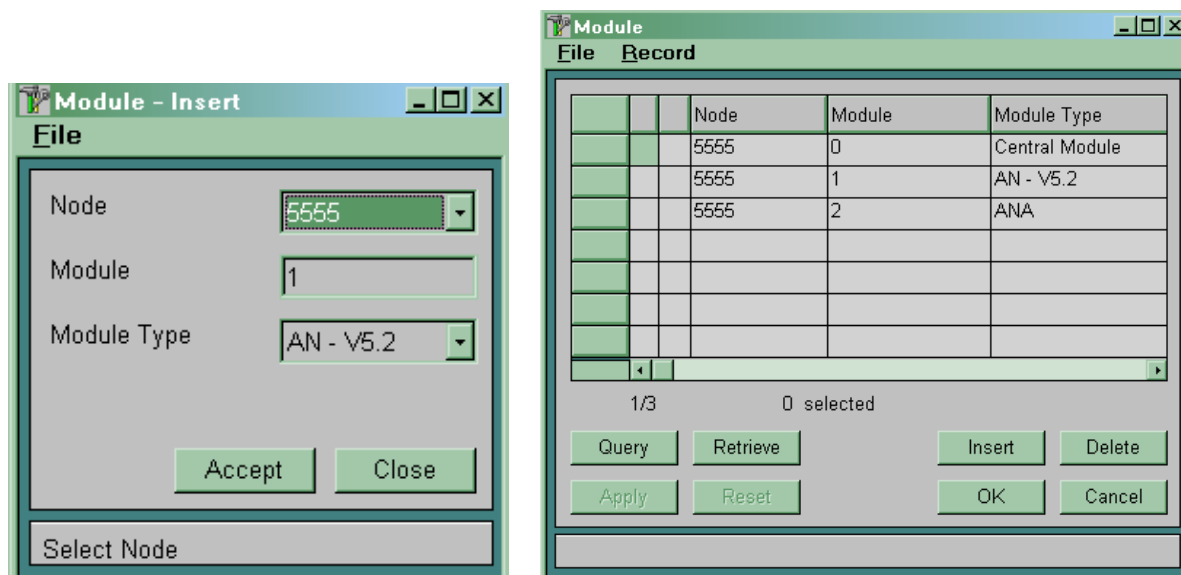 Module - Insert
File
Node 5555
Module 1
Module Type AN - V5.2
Accept Close
Select Node
Module
File Record
Node Module Module Type
5555 0 Central Module
5555 1 AN - V5.2
5555 2 ANA
1/3 0 selected
Query Retrieve Insert Delete
Apply Reset OK Cancel